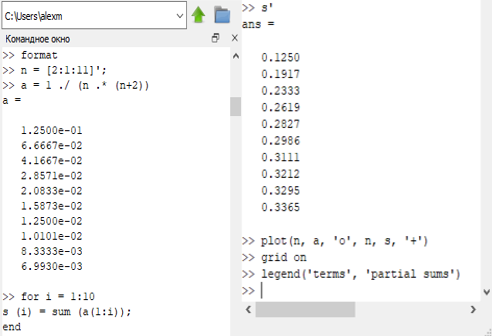 C:\Users\alexm
Командное окно
>> format
>> n = [2:1:11]';
>> a = 1 ./ (n .* (n+2))
a =
1.2500e-01
6.6667e-02
4.1667e-02
2.8571e-02
2.0833e-02
1.5873e-02
1.2500e-02
1.0101e-02
8.3333e-03
6.9930e-03
>> for i = 1:10
s (i) = sum (a(1:i));
end
>> s'
ans =
0.1250
0.1917
0.2333
0.2619
0.2827
0.2986
0.3111
0.3212
0.3295
0.3365
>> plot(n, a, 'o', n, s, '+')
>> grid on
>> legend('terms', 'partial sums')
>>